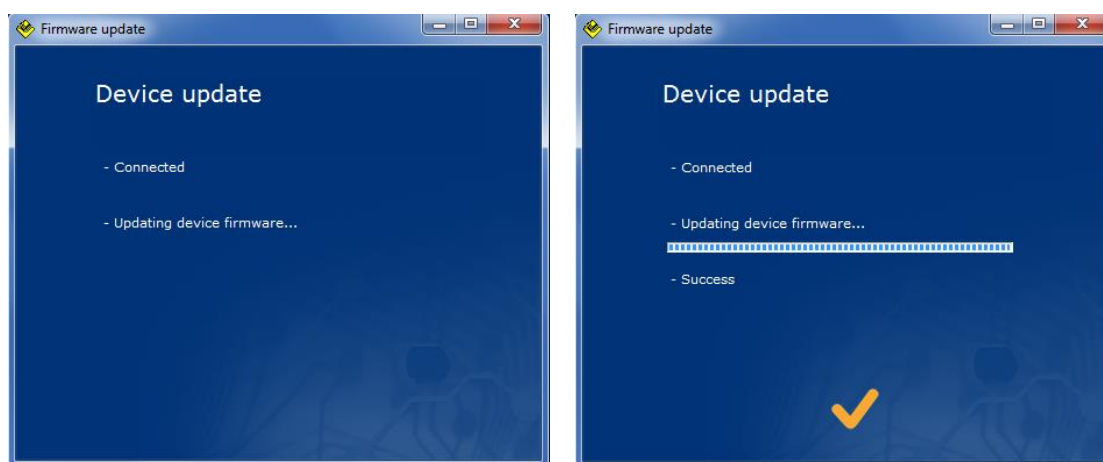 Firmware update
Device update
- Connected
- Updating device firmware...
Firmware update
Device update
- Connected
- Updating device firmware...
- Success